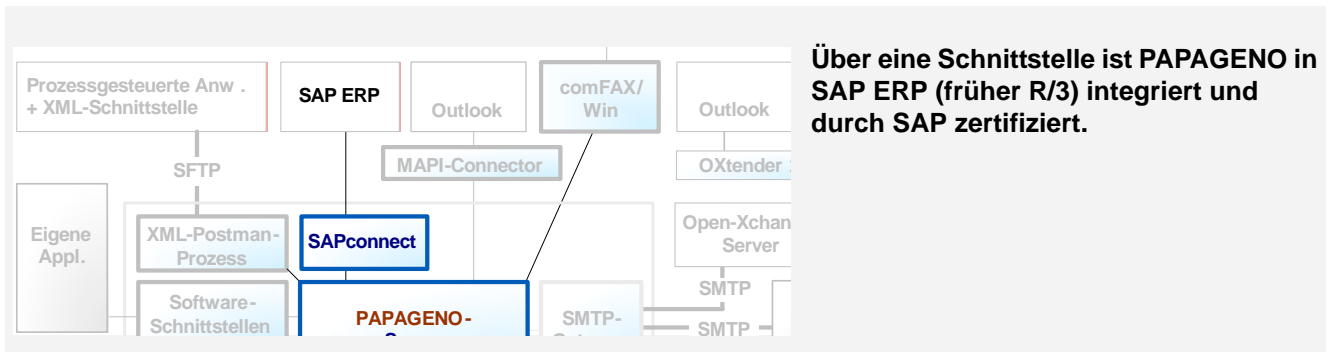 Prozessgesteuerte Anw .
+ XML-Schnittstelle
SAP ERP
Outlook
comFAX/
Win
Outlook
SFTP
MAPI-Connector
OXtender
Eigene
Appl.
XML-Postman-
Prozess
SAPconnect
Open-Xchan
Server
SMTP
Software-
Schnittstellen
PAPAGENO-
SMTP-
SMTP
Über eine Schnittstelle ist PAPAGENO in
SAP ERP (früher R/3) integriert und
durch SAP zertifiziert.